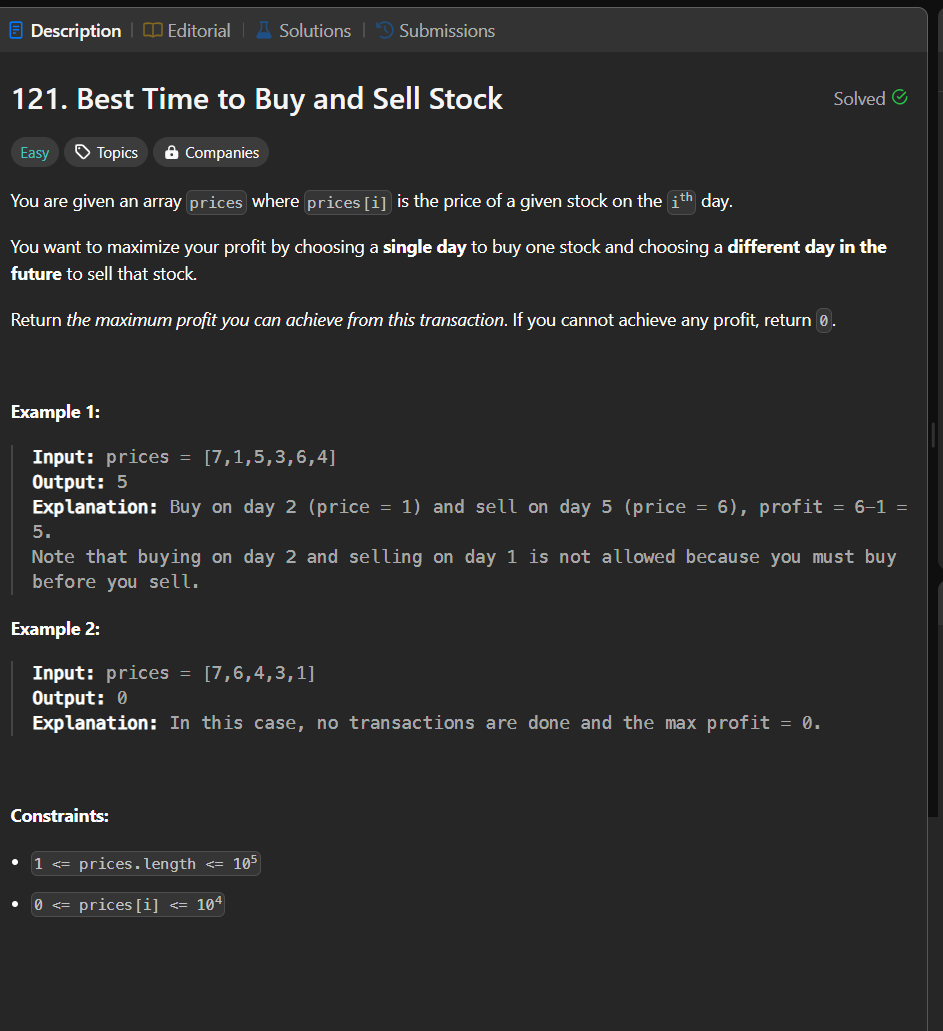 Description | Editorial | Solutions | Submissions
121. Best Time to Buy and Sell Stock
Solved
Easy Topics Companies
You are given an array prices where prices[i] is the price of a given stock on the iᵗʰ day.
You want to maximize your profit by choosing a single day to buy one stock and choosing a different day in the
future to sell that stock.
Return the maximum profit you can achieve from this transaction. If you cannot achieve any profit, return 0.
Example 1:
Input: prices = [7,1,5,3,6,4]
Output: 5
Explanation: Buy on day 2 (price = 1) and sell on day 5 (price = 6), profit = 6-1 =
5.
Note that buying on day 2 and selling on day 1 is not allowed because you must buy
before you sell.
Example 2:
Input: prices = [7,6,4,3,1]
Output: 0
Explanation: In this case, no transactions are done and the max profit = 0.
Constraints:
• 1 <= prices.length <= 10⁵
• 0 <= prices[i] <= 10⁴